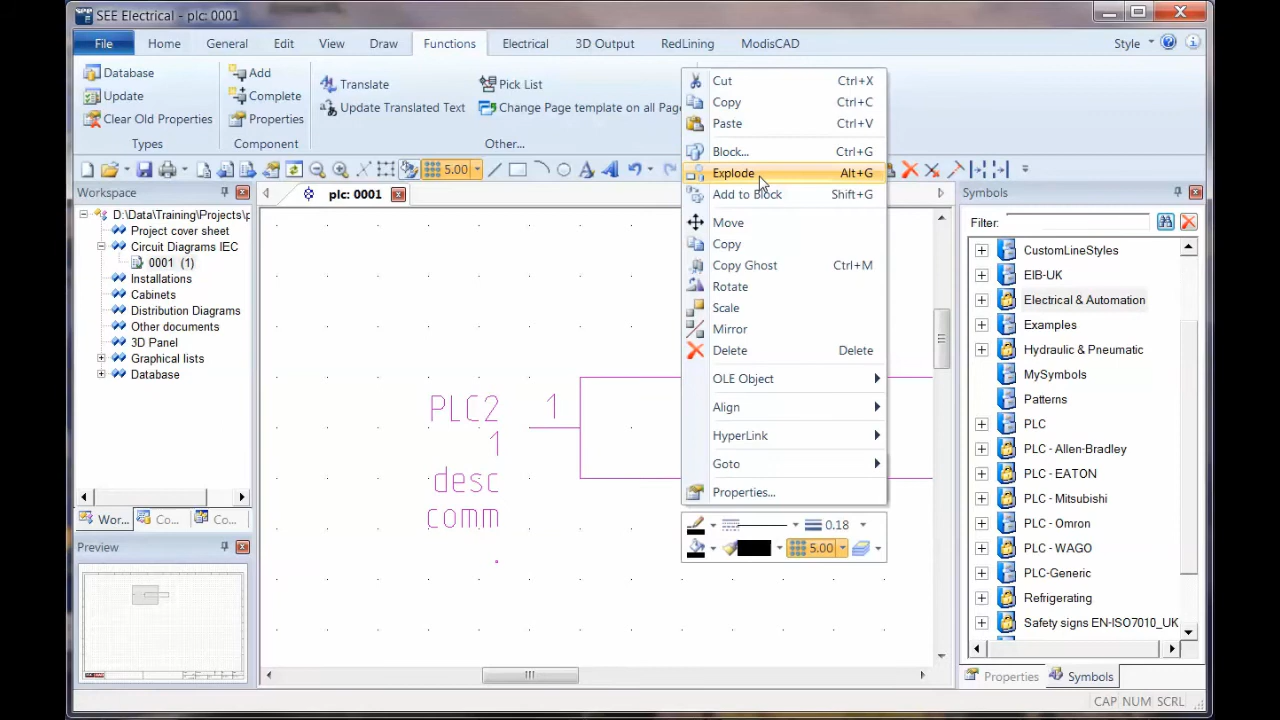 SEE Electrical - plc: 0001
File Home General Edit View Draw Functions Electrical 3D Output RedLining ModisCAD Style
Database
Update
Clear Old Properties
Types
Add
Complete
Properties
Component
Translate
Update Translated Text
Pick List
Change Page template on all Page
Other...
5.00
Workspace
D:\Data\Training\Projects\p
Project cover sheet
Circuit Diagrams IEC
0001 (1)
Installations
Cabinets
Distribution Diagrams
Other documents
3D Panel
Graphical lists
Database
Wor...
Co...
Co...
Preview
plc: 0001
PLC2
1
1
desc
comm
.
Cut Ctrl+X
Copy Ctrl+C
Paste Ctrl+V
Block... Ctrl+G
Explode Alt+G
Add to Block Shift+G
Move
Copy
Copy Ghost Ctrl+M
Rotate
Scale
Mirror
Delete Delete
OLE Object
Align
HyperLink
Goto
Properties...
0.18
5.00
Symbols
Filter:
CustomLineStyles
EIB-UK
Electrical & Automation
Examples
Hydraulic & Pneumatic
MySymbols
Patterns
PLC
PLC - Allen-Bradley
PLC - EATON
PLC - Mitsubishi
PLC - Omron
PLC - WAGO
PLC-Generic
Refrigerating
Safety signs EN-ISO7010_UK
Properties
Symbols
CAP NUM SCRL